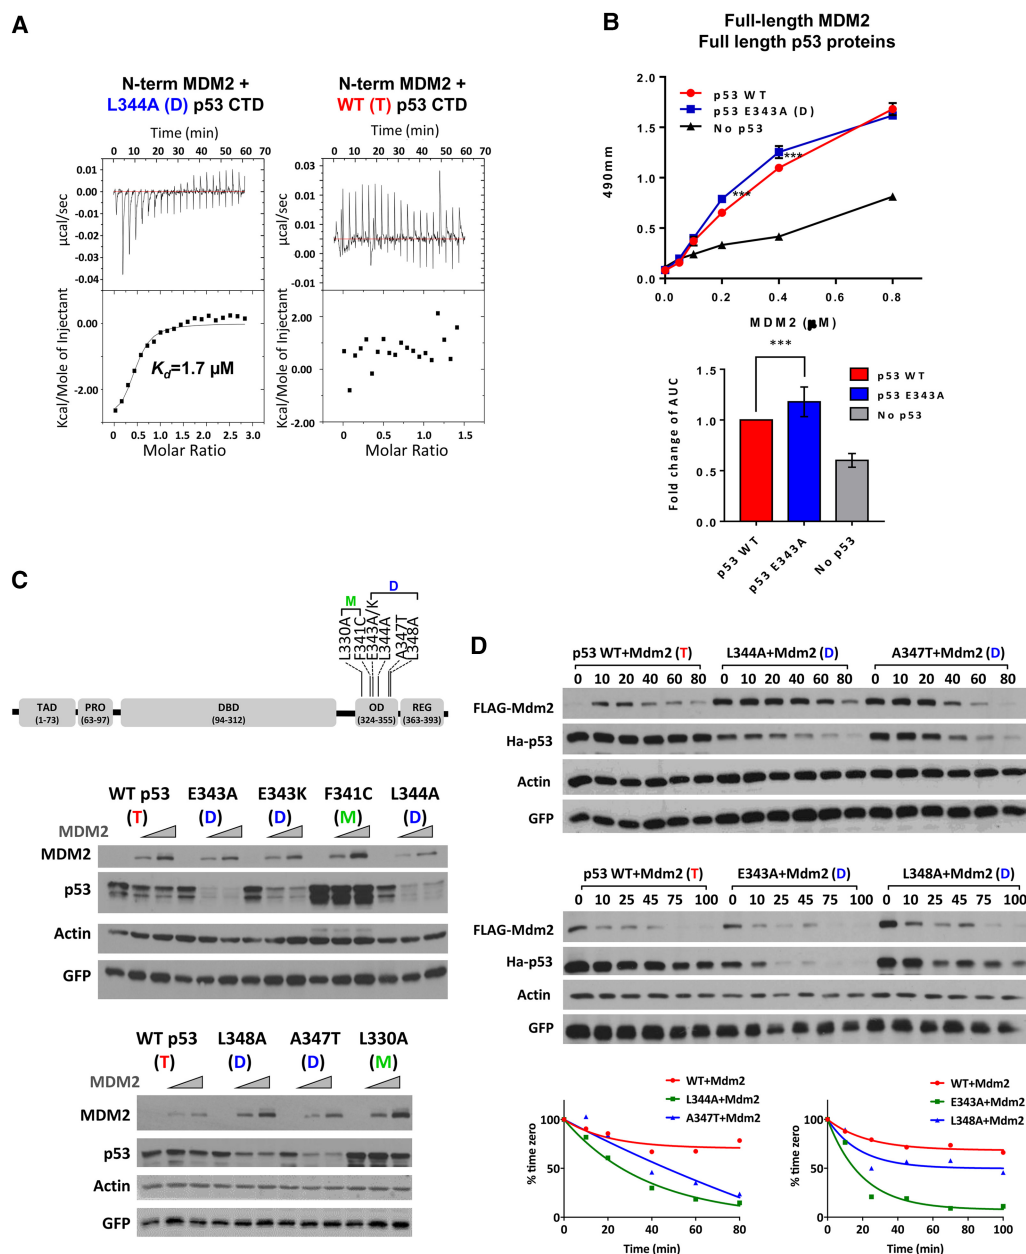 A
N-term MDM2 +
L344A (D) p53 CTD
Time (min)
0 10 20 30 40 50 60 70
0.01
0.00
-0.01
-0.01
-0.03
-0.04
µcal/sec
0.00
-2.00
Kcal/Mole of Injectant
Kd=1.7 µM
0 0.5 1.0 1.5 2.0 2.5 3.0
Molar Ratio
N-term MDM2 +
WT (T) p53 CTD
Time (min)
0 10 20 30 40 50 60 70
0.01
0.01
0.00
0.00
-0.01
µcal/sec
2.00
0.00
-2.00
Kcal/Mole of Injectant
0 0.5 1.0 1.5
Molar Ratio
B
Full-length MDM2
Full length p53 proteins
p53 WT
p53 E343A (D)
No p53
2.0
1.5
1.0
0.5
0.0
490nm
***
***
0.0 0.2 0.4 0.6 0.8
MDM2 (µM)
***
1.5
1.0
0.5
0.0
Fold change of AUC
p53 WT
p53 E343A
No p53
p53 WT
p53 E343A
No p53
C
M
D
L330A
F341C
E343A/K
L344A
A347T
L348A
TAD
(1-73)
PRO
(63-97)
DBD
(94-312)
OD
(324-355)
REG
(363-393)
WT p53 E343A E343K F341C L344A
(T) (D) (D) (M) (D)
MDM2
MDM2
p53
Actin
GFP
WT p53 L348A A347T L330A
(T) (D) (D) (M)
MDM2
MDM2
p53
Actin
GFP
D
p53 WT+Mdm2 (T) L344A+Mdm2 (D) A347T+Mdm2 (D)
0 10 20 40 60 80 0 10 20 40 60 80 0 10 20 40 60 80
FLAG-Mdm2
Ha-p53
Actin
GFP
p53 WT+Mdm2 (T) E343A+Mdm2 (D) L348A+Mdm2 (D)
0 10 25 45 75 100 0 10 25 45 75 100 0 10 25 45 75 100
FLAG-Mdm2
Ha-p53
Actin
GFP
WT+Mdm2
L344A+Mdm2
A347T+Mdm2
100
50
0
% time zero
0 20 40 60 80
Time (min)
WT+Mdm2
E343A+Mdm2
L348A+Mdm2
100
50
0
% time zero
0 20 40 60 80 100
Time (min)